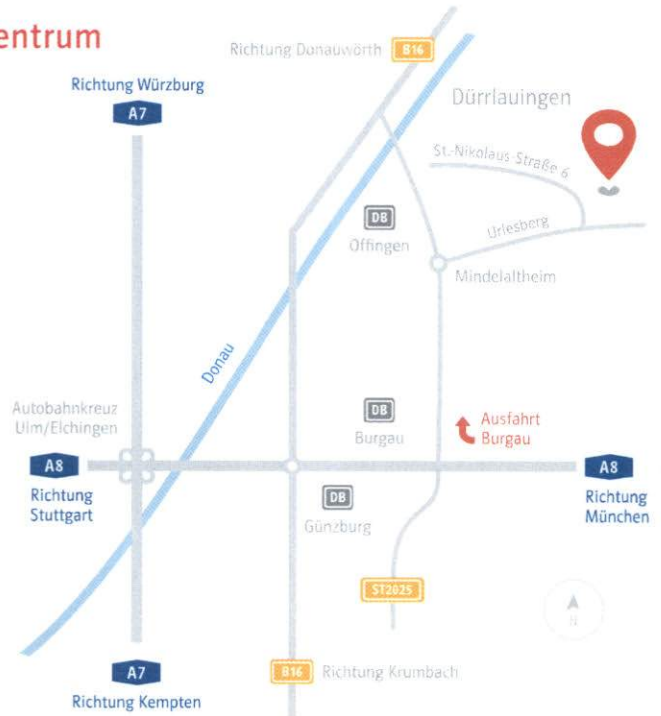 entrum
Richtung Donauwörth B16
Richtung Würzburg
A7
Dürrlauingen
St.-Nikolaus-Straße 6
DB
Offingen
Urlesberg
Mindelaltheim
Donau
Autobahnkreuz
Ulm/Elchingen
DB
Burgau
Ausfahrt
Burgau
A8
Richtung
Stuttgart
A8
Richtung
München
DB
Günzburg
ST2025
N
A7
Richtung Kempten
B16 Richtung Krumbach